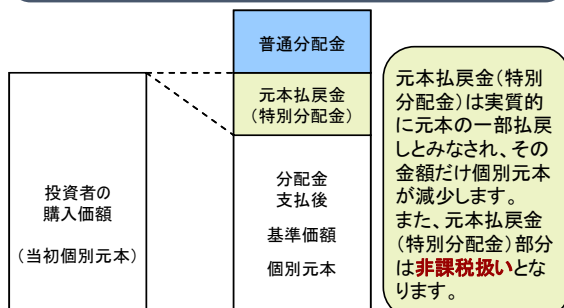 普通分配金
元本払戻金
(特別分配金)
投資者の
購入価額
(当初個別元本)
分配金
支払後
基準価額
個別元本
元本払戻金(特別
分配金)は実質的
に元本の一部払戻
しとみなされ、その
金額だけ個別元本
が減少します。
また、元本払戻金
(特別分配金)部分
は非課税扱いとな
ります。